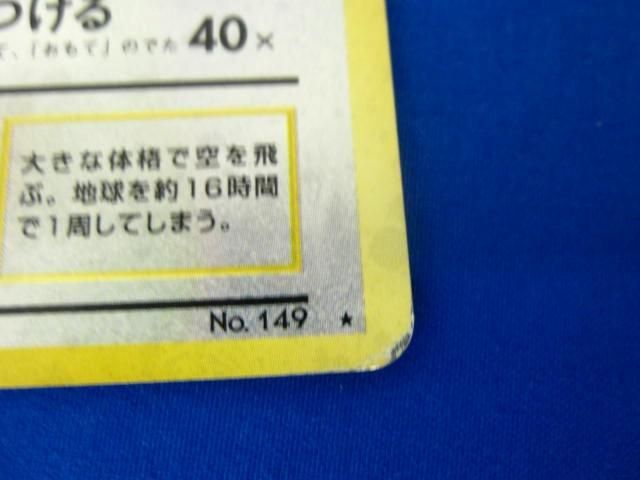 つける
て、「おもて」のでた 40×
大きな体格で空を飛
ぶ。地球を約16時間
で1周してしまう。
No. 149 ★